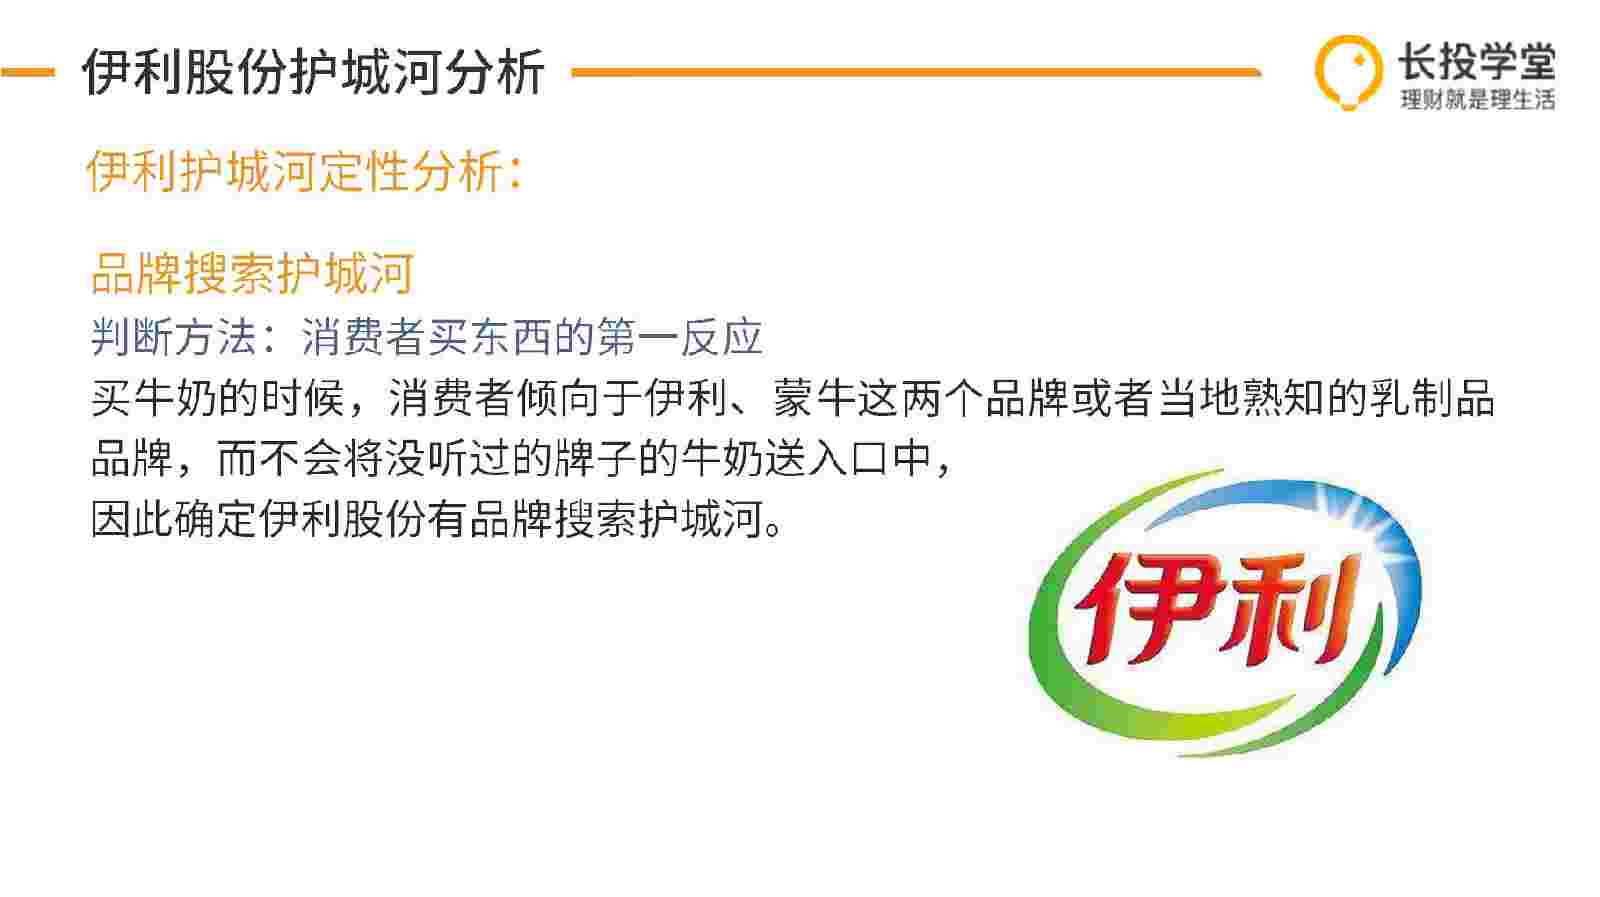 伊利股份护城河分析
长投学堂
理财就是理生活
伊利护城河定性分析：
品牌搜索护城河
判断方法：消费者买东西的第一反应
买牛奶的时候，消费者倾向于伊利、蒙牛这两个品牌或者当地熟知的乳制品
品牌，而不会将没听过的牌子的牛奶送入口中，
因此确定伊利股份有品牌搜索护城河。
伊利